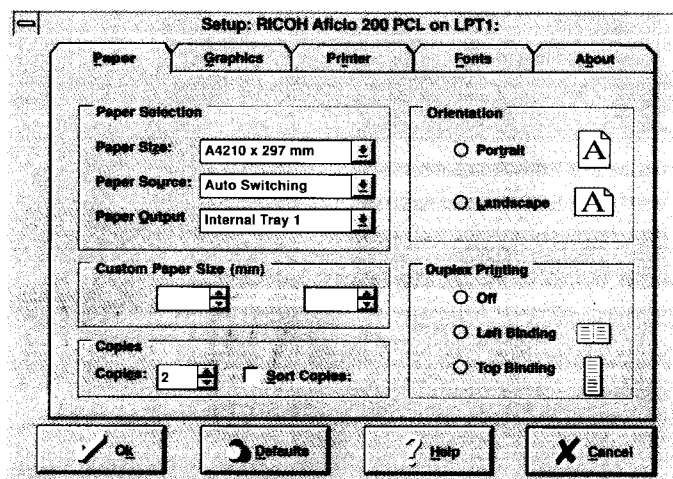 Setup: RICOH Aficio 200 PCL on LPT1:
Paper Graphics Printer Fonts About
Paper Selection
Paper Size: A4210 x 297 mm
Paper Source: Auto Switching
Paper Output Internal Tray 1
Custom Paper Size (mm)
Copies
Copies: 2 Sort Copies:
Orientation
Portrait A
Landscape A
Duplex Printing
Off
Left Binding
Top Binding
Ok Defaults Help Cancel